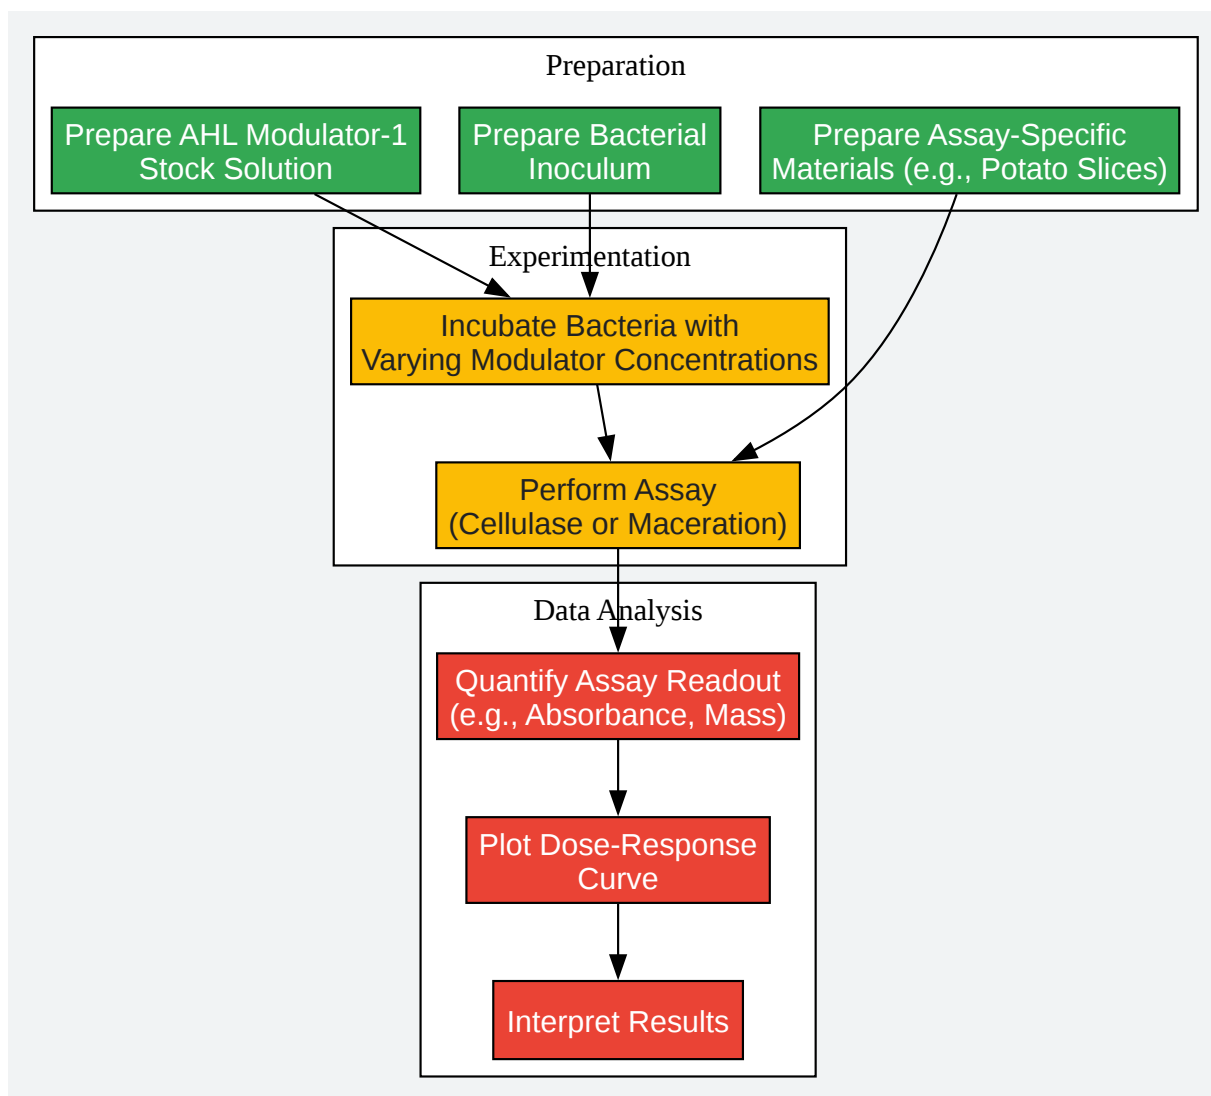 Preparation
Prepare AHL Modulator-1
Stock Solution
Prepare Bacterial
Inoculum
Prepare Assay-Specific
Materials (e.g., Potato Slices)
Experimentation
Incubate Bacteria with
Varying Modulator Concentrations
Perform Assay
(Cellulase or Maceration)
Data Analysis
Quantify Assay Readout
(e.g., Absorbance, Mass)
Plot Dose-Response
Curve
Interpret Results